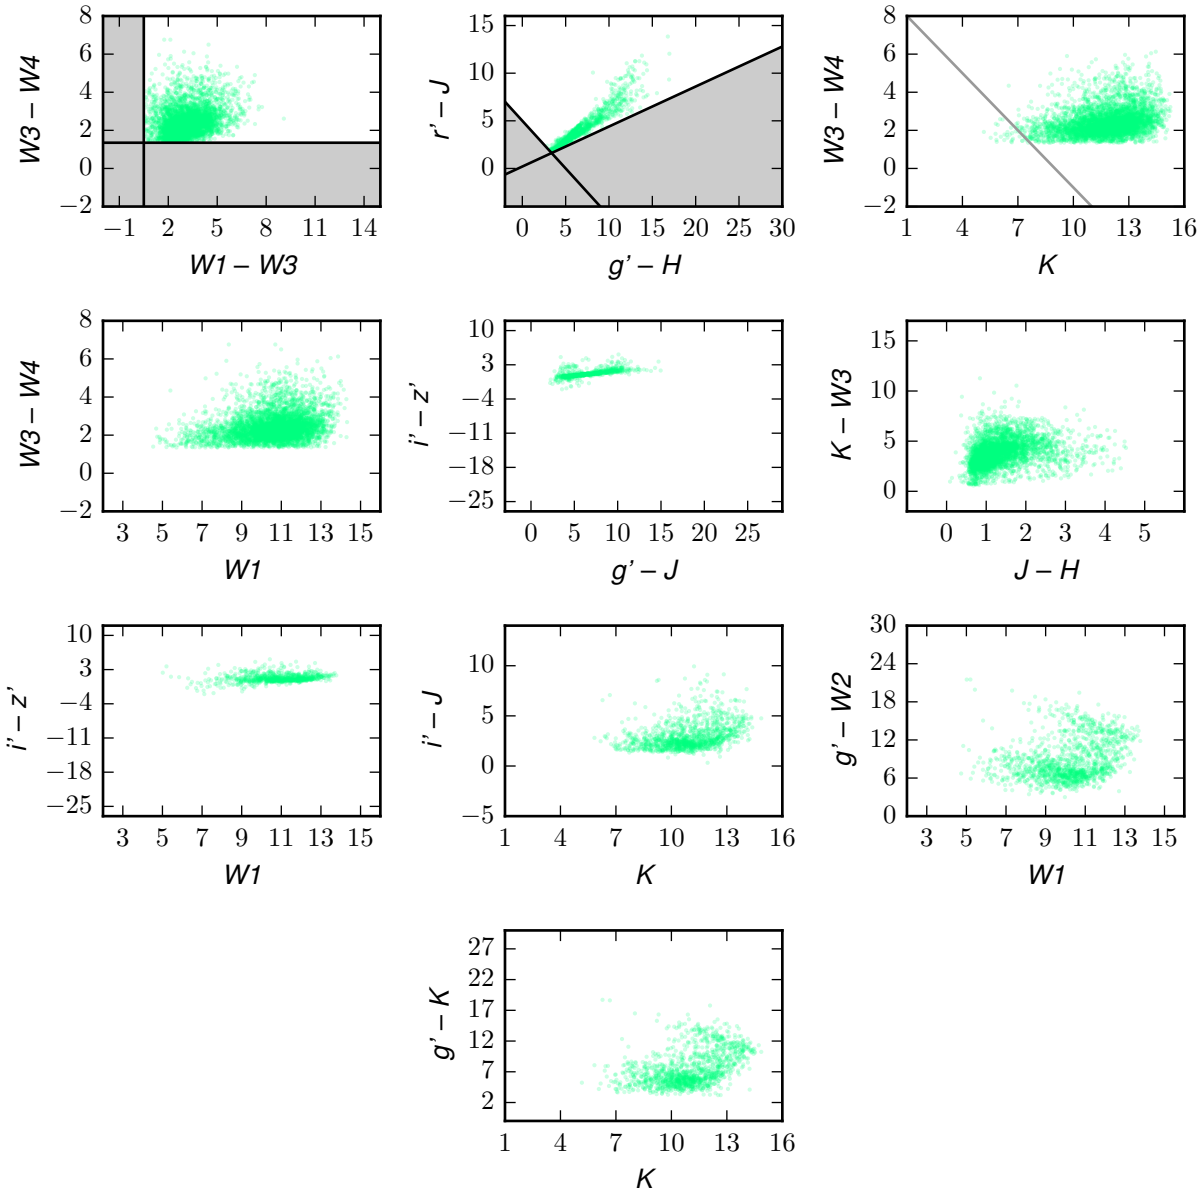 8 6 4 2 0 −2
W3 – W4
−1 2 5 8 11 14
W1 – W3
15 10 5 0
r' – J
0 5 10 15 20 25 30
g' – H
8 6 4 2 0 −2
W3 – W4
1 4 7 10 13 16
K
8 6 4 2 0 −2
W3 – W4
3 5 7 9 11 13 15
W1
10 3 −4 −11 −18 −25
i' – z'
0 5 10 15 20 25
g' – J
15 10 5 0
K – W3
0 1 2 3 4 5
J – H
10 3 −4 −11 −18 −25
i' – z'
3 5 7 9 11 13 15
W1
10 5 0 −5
i' – J
1 4 7 10 13 16
K
30 24 18 12 6 0
g' – W2
3 5 7 9 11 13 15
W1
27 22 17 12 7 2
g' – K
1 4 7 10 13 16
K